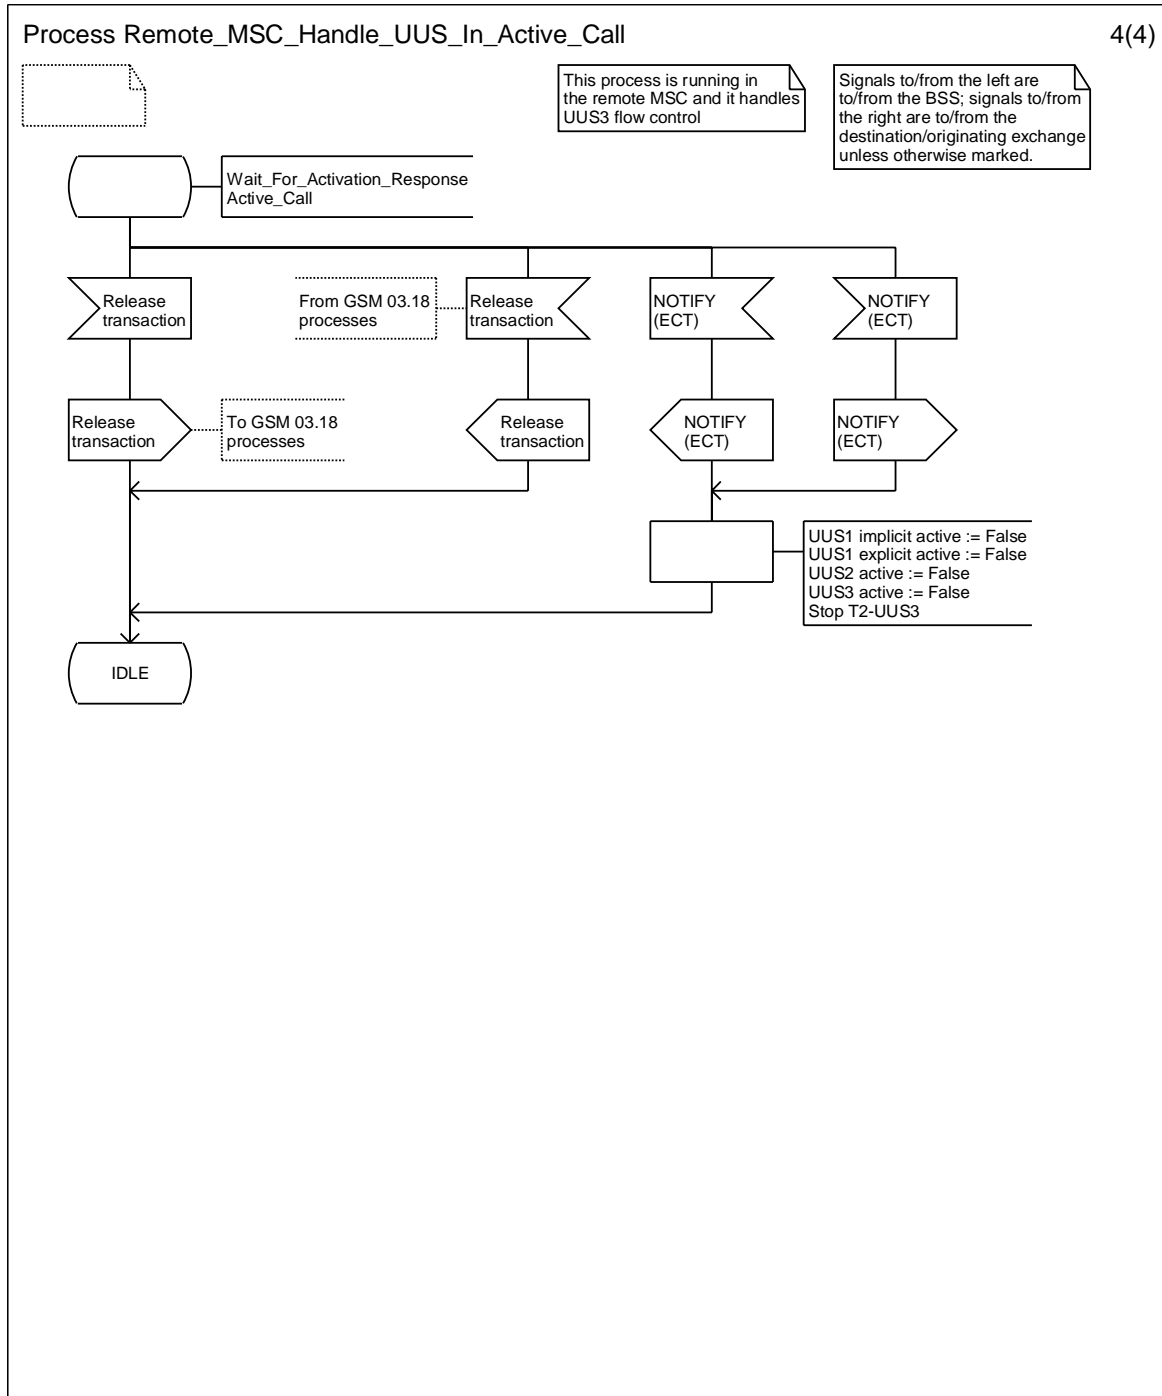 Process Remote_MSC_Handle_UUS_In_Active_Call
4(4)
This process is running in
the remote MSC and it handles
UUS3 flow control
Signals to/from the left are
to/from the BSS; signals to/from
the right are to/from the
destination/originating exchange
unless otherwise marked.
Wait_For_Activation_Response
Active_Call
Release
transaction
From GSM 03.18
processes
Release
transaction
NOTIFY
(ECT)
NOTIFY
(ECT)
Release
transaction
To GSM 03.18
processes
Release
transaction
NOTIFY
(ECT)
NOTIFY
(ECT)
UUS1 implicit active := False
UUS1 explicit active := False
UUS2 active := False
UUS3 active := False
Stop T2-UUS3
IDLE